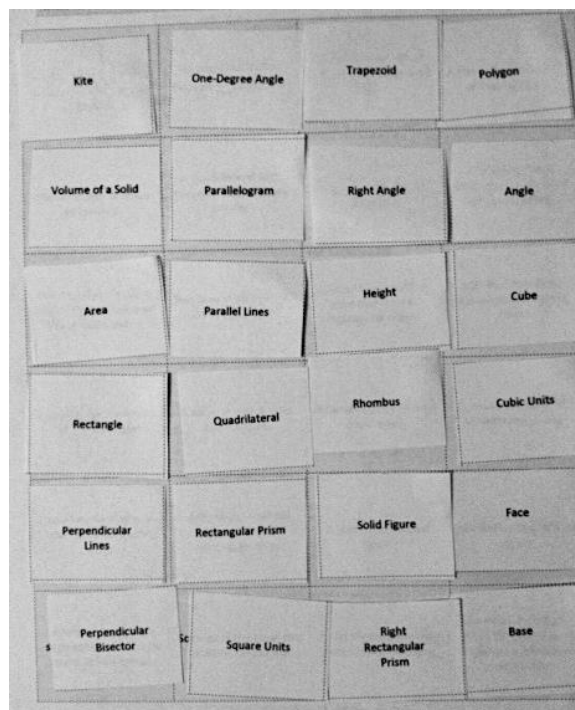 Kite
One-Degree Angle
Trapezoid
Polygon
Volume of a Solid
Parallelogram
Right Angle
Angle
Area
Parallel Lines
Height
Cube
Rectangle
Quadrilateral
Rhombus
Cubic Units
Perpendicular
Lines
Rectangular Prism
Solid Figure
Face
s
Perpendicular
Bisector
Sc
Square Units
Right
Rectangular
Prism
Base